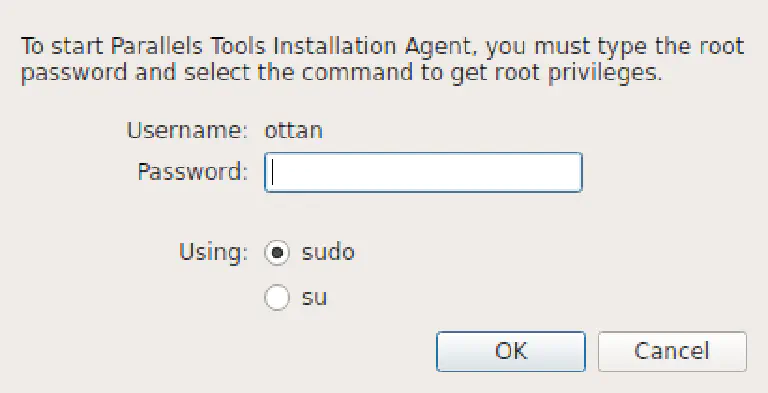 To start Parallels Tools Installation Agent, you must type the root
password and select the command to get root privileges.
Username: ottan
Password:
Using: sudo
su
OK Cancel